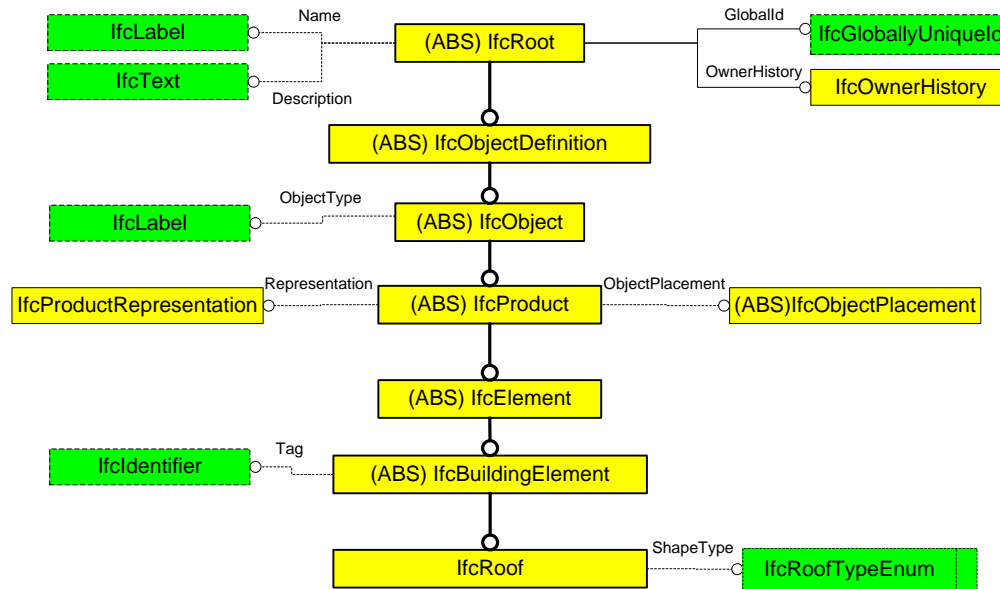 Name
GlobalId
IfcLabel
(ABS) IfcRoot
IfcGloballyUniqueId
IfcText
OwnerHistory
IfcOwnerHistory
Description
(ABS) IfcObjectDefinition
ObjectType
IfcLabel
(ABS) IfcObject
Representation
ObjectPlacement
IfcProductRepresentation
(ABS) IfcProduct
(ABS)IfcObjectPlacement
(ABS) IfcElement
Tag
IfcIdentifier
(ABS) IfcBuildingElement
ShapeType
IfcRoof
IfcRoofTypeEnum